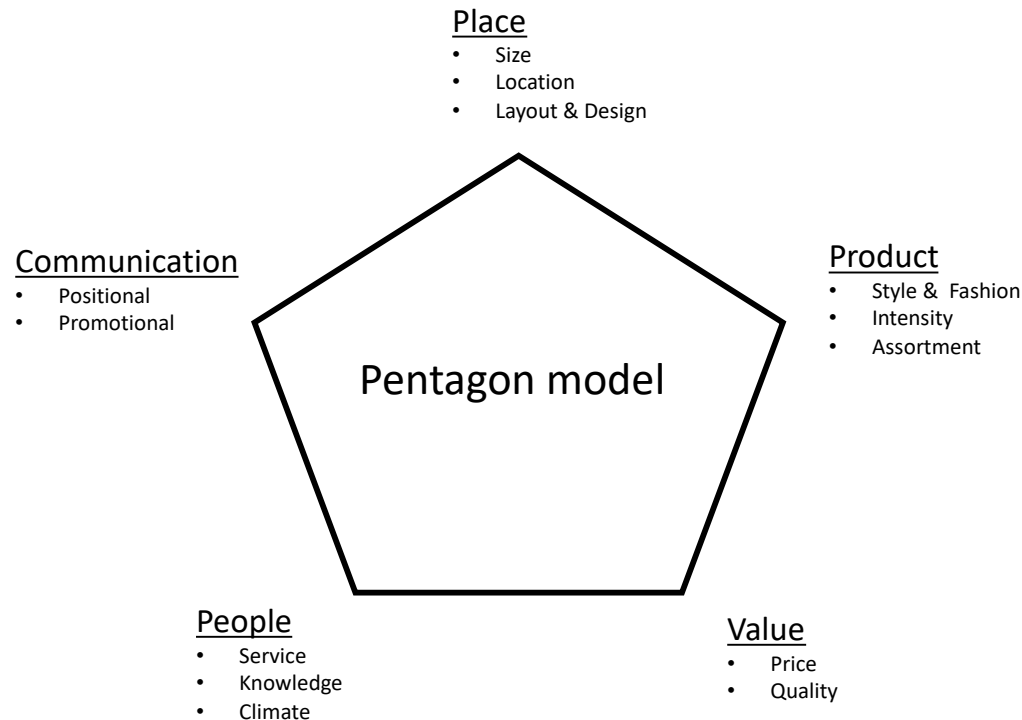 Place
• Size
• Location
• Layout & Design
Communication
• Positional
• Promotional
Product
• Style & Fashion
• Intensity
• Assortment
Pentagon model
People
• Service
• Knowledge
• Climate
Value
• Price
• Quality